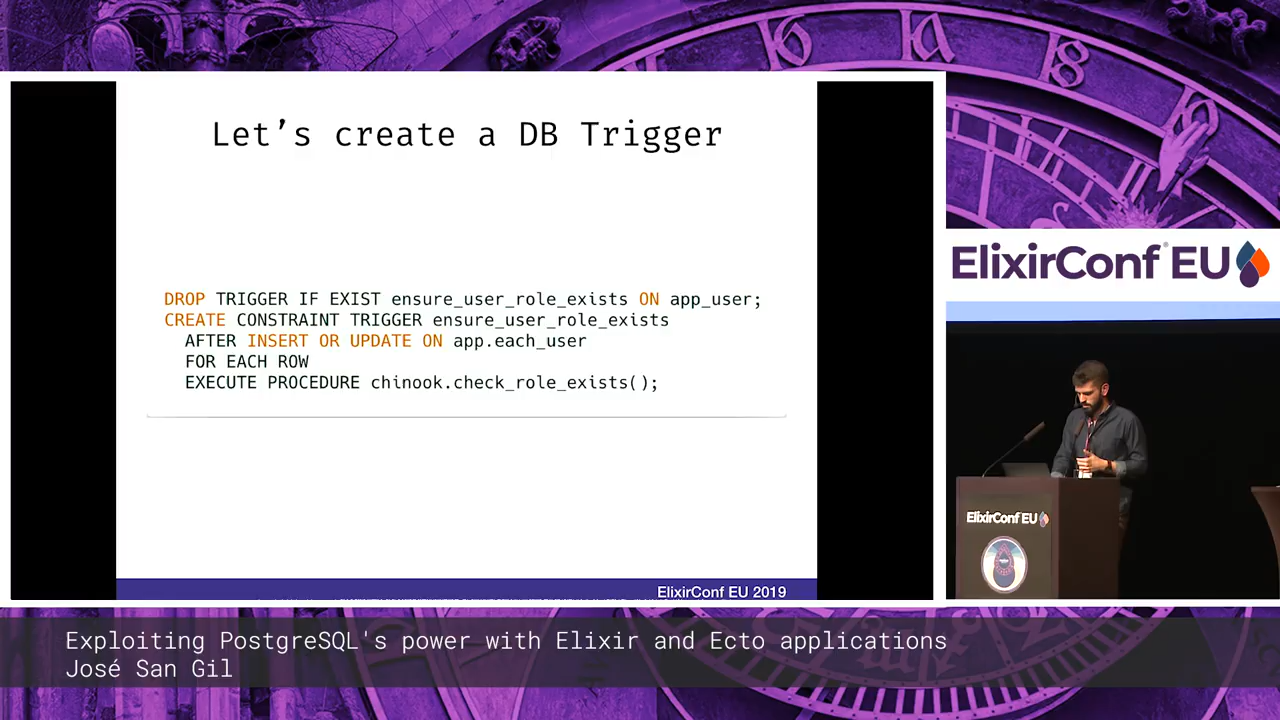 Let's create a DB Trigger
DROP TRIGGER IF EXIST ensure_user_role_exists ON app_user;
CREATE CONSTRAINT TRIGGER ensure_user_role_exists
AFTER INSERT OR UPDATE ON app.each_user
FOR EACH ROW
EXECUTE PROCEDURE chinook.check_role_exists();
ElixirConf EU 2019
ElixirConf® EU
ElixirConf EU
Exploiting PostgreSQL's power with Elixir and Ecto applications
José San Gil